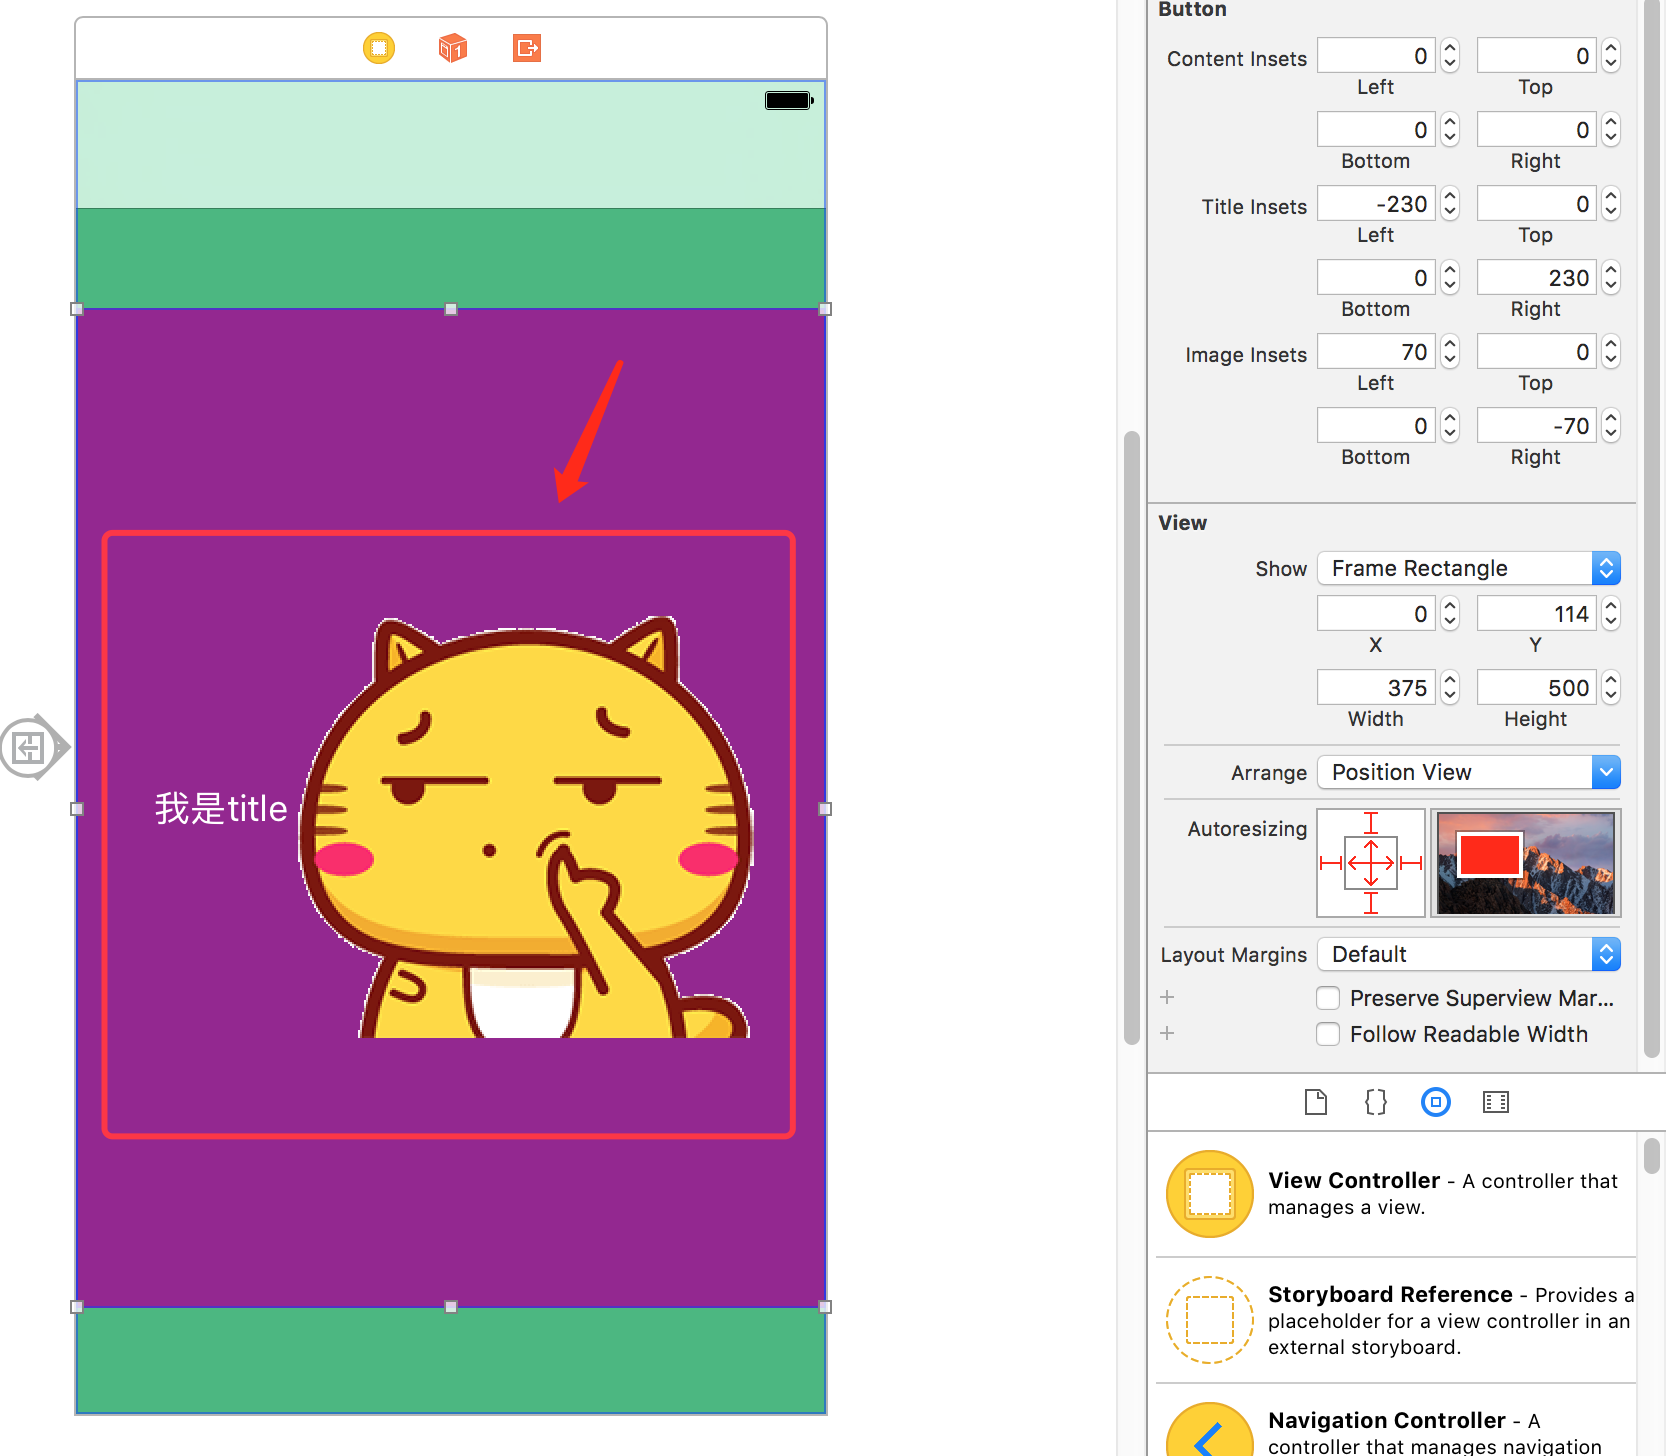 1
我是title
Button
Content Insets 0 0
Left Top
0 0
Bottom Right
Title Insets -230 0
Left Top
0 230
Bottom Right
Image Insets 70 0
Left Top
0 -70
Bottom Right
View
Show Frame Rectangle
0 114
X Y
375 500
Width Height
Arrange Position View
Autoresizing
Layout Margins Default
Preserve Superview Mar...
Follow Readable Width
View Controller - A controller that
manages a view.
Storyboard Reference - Provides a
placeholder for a view controller in an
external storyboard.
Navigation Controller - A
controller that manages navigation